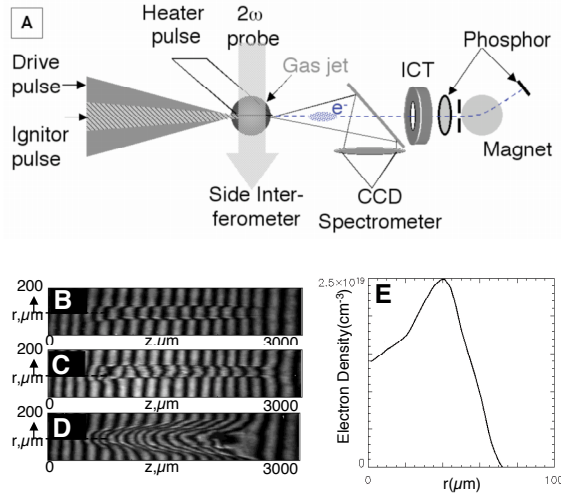 A
Heater
pulse
2ω
probe
Gas jet
Drive
pulse
Ignitor
pulse
e-
ICT
Phosphor
Magnet
Side Inter-
ferometer
CCD
Spectrometer
200
B
r,µm
0 z,µm 3000
200
C
r,µm
0 z,µm 3000
200
D
r,µm
0 z,µm 3000
2.5×10¹⁹
E
Electron Density(cm⁻³)
0
0 r(µm) 100